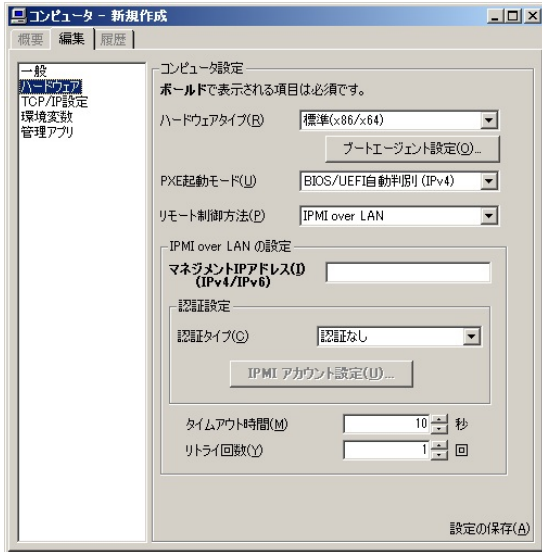 コンピュータ - 新規作成
概要 編集 履歴
一般
ハードウェア
TCP/IP設定
環境変数
管理アプリ
コンピュータ設定
ボールドで表示される項目は必須です。
ハードウェアタイプ(R) 標準(x86/x64)
ブートエージェント設定(O)...
PXE起動モード(U) BIOS/UEFI自動判別 (IPv4)
リモート制御方法(P) IPMI over LAN
IPMI over LAN の設定
マネジメントIPアドレス(I)
(IPv4/IPv6)
認証設定
認証タイプ(C) 認証なし
IPMI アカウント設定(U)...
タイムアウト時間(M) 10 秒
リトライ回数(Y) 1 回
設定の保存(A)